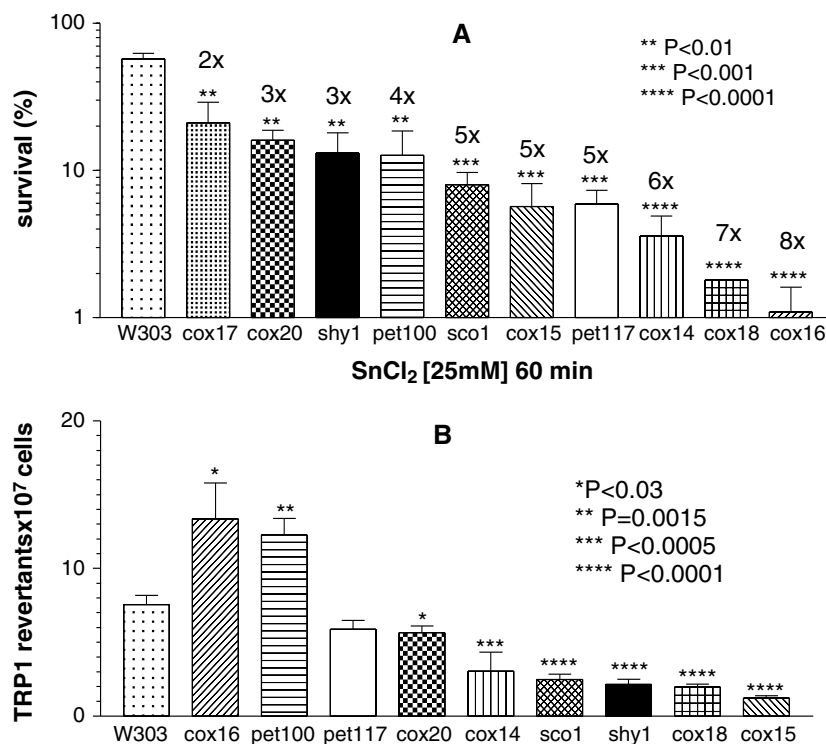 A
100
10
1
survival (%)
** P<0.01
*** P<0.001
**** P<0.0001
2x 3x 3x 4x 5x 5x 5x 6x 7x 8x
** ** ** ** *** *** *** **** **** ****
W303 cox17 cox20 shy1 pet100 sco1 cox15 pet117 cox14 cox18 cox16
SnCl₂ [25mM] 60 min
B
20
10
0
TRP1 revertantsx10⁷ cells
*P<0.03
** P=0.0015
*** P<0.0005
**** P<0.0001
* ** * *** **** **** **** ****
W303 cox16 pet100 pet117 cox20 cox14 sco1 shy1 cox18 cox15